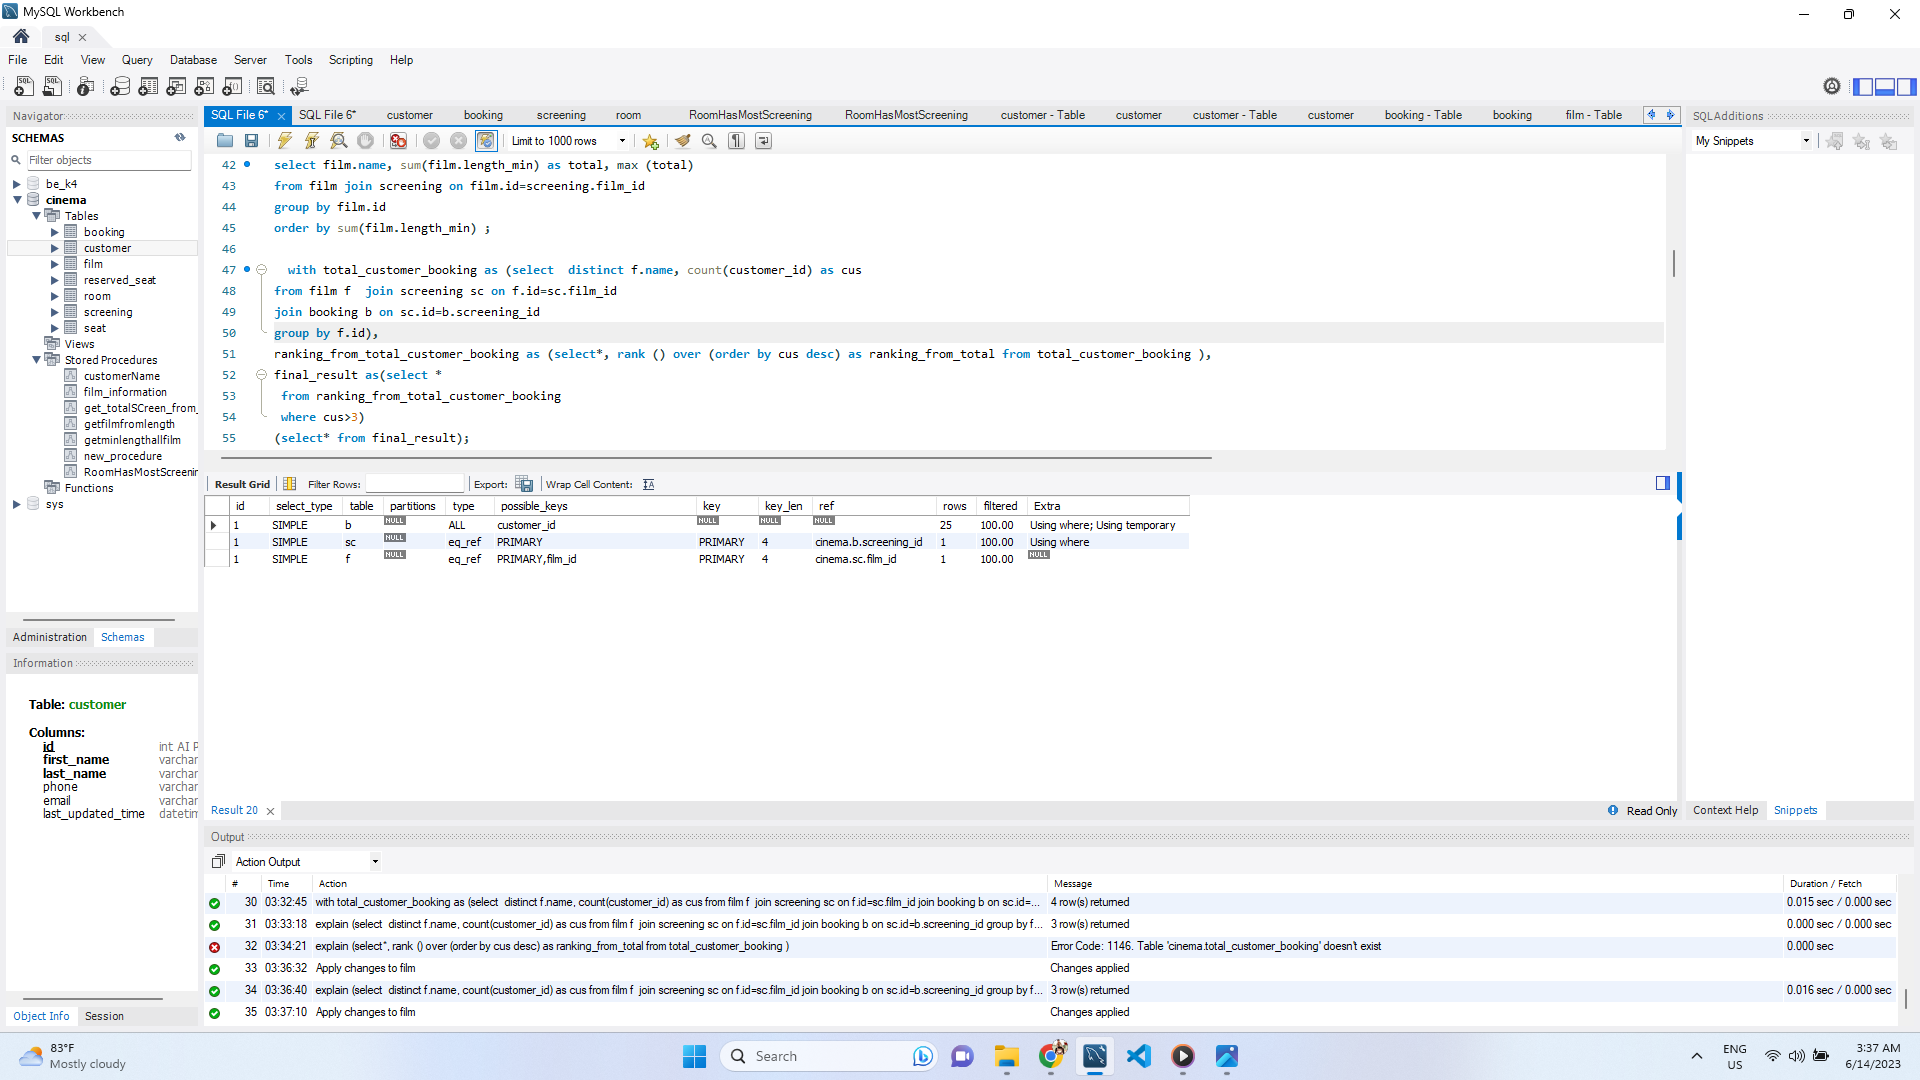 MySQL Workbench
sql
File Edit View Query Database Server Tools Scripting Help
Navigator
SCHEMAS
Filter objects
be_k4
cinema
Tables
booking
customer
film
reserved_seat
room
screening
seat
Views
Stored Procedures
customerName
film_information
get_totalSCreen_from_
getfilmfromlength
getminlengthallfilm
new_procedure
RoomHasMostScreenin
Functions
sys
Administration Schemas
Information
Table: customer
Columns:
id int AI P
first_name varchar
last_name varchar
phone varchar
email varchar
last_updated_time datetim
Object Info Session
SQL File 6* SQL File 6* customer booking screening room RoomHasMostScreening RoomHasMostScreening customer - Table customer customer - Table customer booking - Table booking film - Table
Limit to 1000 rows
42 select film.name, sum(film.length_min) as total, max (total)
43 from film join screening on film.id=screening.film_id
44 group by film.id
45 order by sum(film.length_min) ;
46
47 with total_customer_booking as (select distinct f.name, count(customer_id) as cus
48 from film f join screening sc on f.id=sc.film_id
49 join booking b on sc.id=b.screening_id
50 group by f.id),
51 ranking_from_total_customer_booking as (select*, rank () over (order by cus desc) as ranking_from_total from total_customer_booking ),
52 final_result as(select *
53 from ranking_from_total_customer_booking
54 where cus>3)
55 (select* from final_result);
Result Grid Filter Rows: Export: Wrap Cell Content:
id select_type table partitions type possible_keys key key_len ref rows filtered Extra
1 SIMPLE b NULL ALL customer_id NULL NULL NULL 25 100.00 Using where; Using temporary
1 SIMPLE sc NULL eq_ref PRIMARY PRIMARY 4 cinema.b.screening_id 1 100.00 Using where
1 SIMPLE f NULL eq_ref PRIMARY,film_id PRIMARY 4 cinema.sc.film_id 1 100.00 NULL
Result 20 Read Only
SQLAdditions
My Snippets
Context Help Snippets
Output
Action Output
# Time Action Message Duration / Fetch
30 03:32:45 with total_customer_booking as (select distinct f.name, count(customer_id) as cus from film f join screening sc on f.id=sc.film_id join booking b on sc.id=... 4 row(s) returned 0.015 sec / 0.000 sec
31 03:33:18 explain (select distinct f.name, count(customer_id) as cus from film f join screening sc on f.id=sc.film_id join booking b on sc.id=b.screening_id group by f... 3 row(s) returned 0.000 sec / 0.000 sec
32 03:34:21 explain (select*, rank () over (order by cus desc) as ranking_from_total from total_customer_booking ) Error Code: 1146. Table 'cinema.total_customer_booking' doesn't exist 0.000 sec
33 03:36:32 Apply changes to film Changes applied
34 03:36:40 explain (select distinct f.name, count(customer_id) as cus from film f join screening sc on f.id=sc.film_id join booking b on sc.id=b.screening_id group by f... 3 row(s) returned 0.016 sec / 0.000 sec
35 03:37:10 Apply changes to film Changes applied
83°F
Mostly cloudy
Search
ENG
US
3:37 AM
6/14/2023